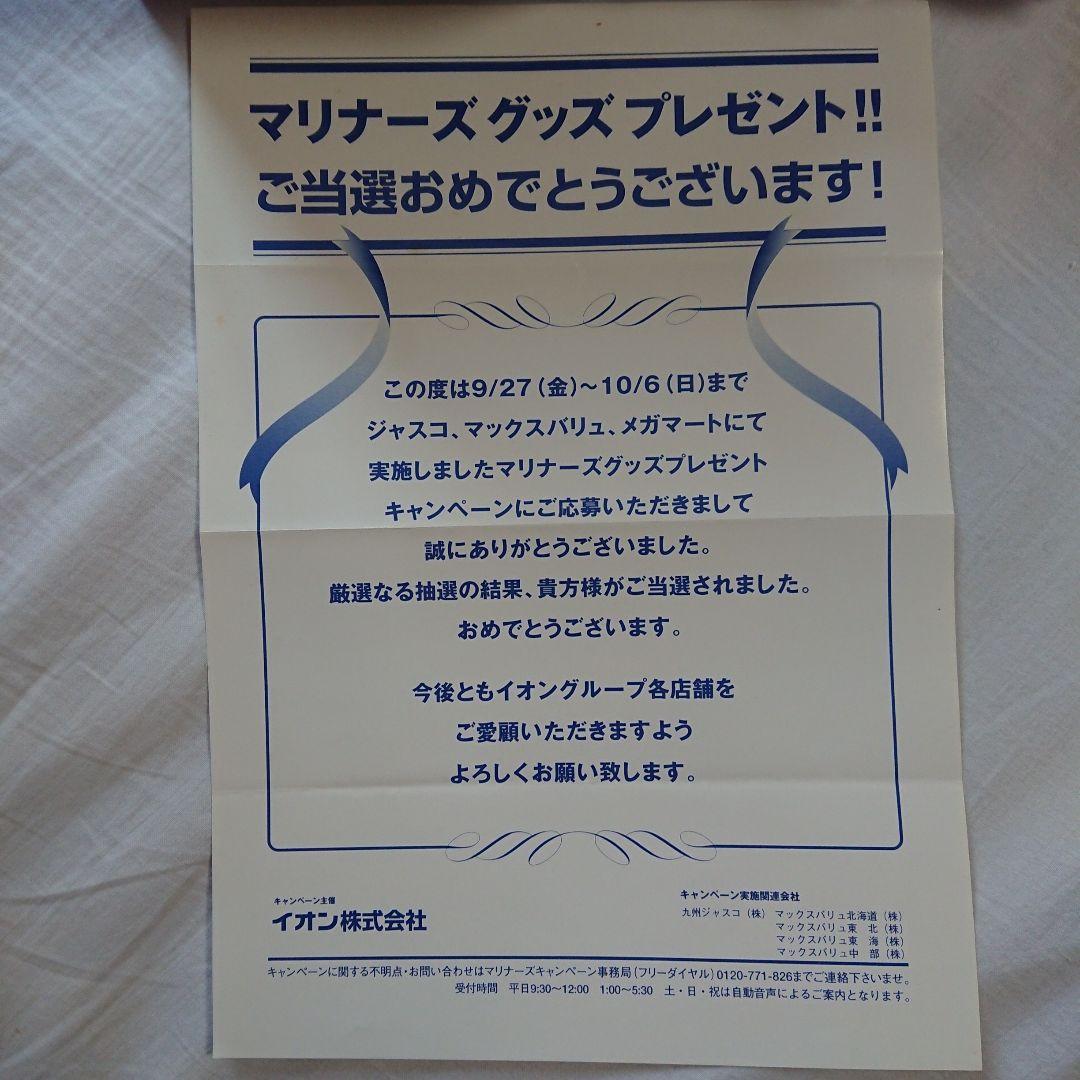 マリナーズ グッズ プレゼント!!
ご当選おめでとうございます!
この度は9/27(金)〜10/6(日)まで
ジャスコ、マックスバリュ、メガマートにて
実施しましたマリナーズグッズプレゼント
キャンペーンにご応募いただきまして
誠にありがとうございました。
厳選なる抽選の結果、貴方様がご当選されました。
おめでとうございます。
今後ともイオングループ各店舗を
ご愛顧いただきますよう
よろしくお願い致します。
キャンペーン主催
イオン株式会社
キャンペーン実施関連会社
九州ジャスコ(株) マックスバリュ北海道(株)
マックスバリュ東 北(株)
マックスバリュ東 海(株)
マックスバリュ中 部(株)
キャンペーンに関する不明点・お問い合わせはマリナーズキャンペーン事務局(フリーダイヤル)0120-771-826までご連絡下さいませ。
受付時間 平日9:30〜12:00 1:00〜5:30 土・日・祝は自動音声によるご案内となります。